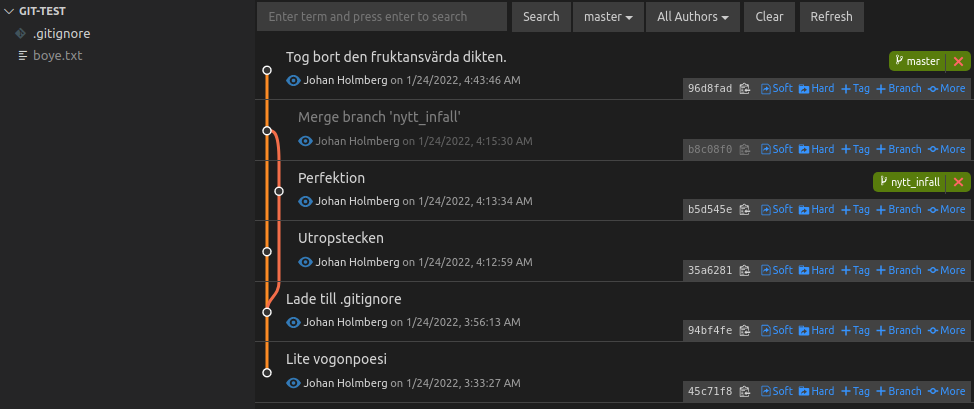 GIT-TEST
.gitignore
boye.txt
Enter term and press enter to search Search master All Authors Clear Refresh
Tog bort den fruktansvärda dikten.
master
Johan Holmberg on 1/24/2022, 4:43:46 AM
96d8fad Soft Hard Tag Branch More
Merge branch 'nytt_infall'
Johan Holmberg on 1/24/2022, 4:15:30 AM
b8c08f0 Soft Hard Tag Branch More
Perfektion
nytt_infall
Johan Holmberg on 1/24/2022, 4:13:34 AM
b5d545e Soft Hard Tag Branch More
Utropstecken
Johan Holmberg on 1/24/2022, 4:12:59 AM
35a6281 Soft Hard Tag Branch More
Lade till .gitignore
Johan Holmberg on 1/24/2022, 3:56:13 AM
94bf4fe Soft Hard Tag Branch More
Lite vogonpoesi
Johan Holmberg on 1/24/2022, 3:33:27 AM
45c71f8 Soft Hard Tag Branch More